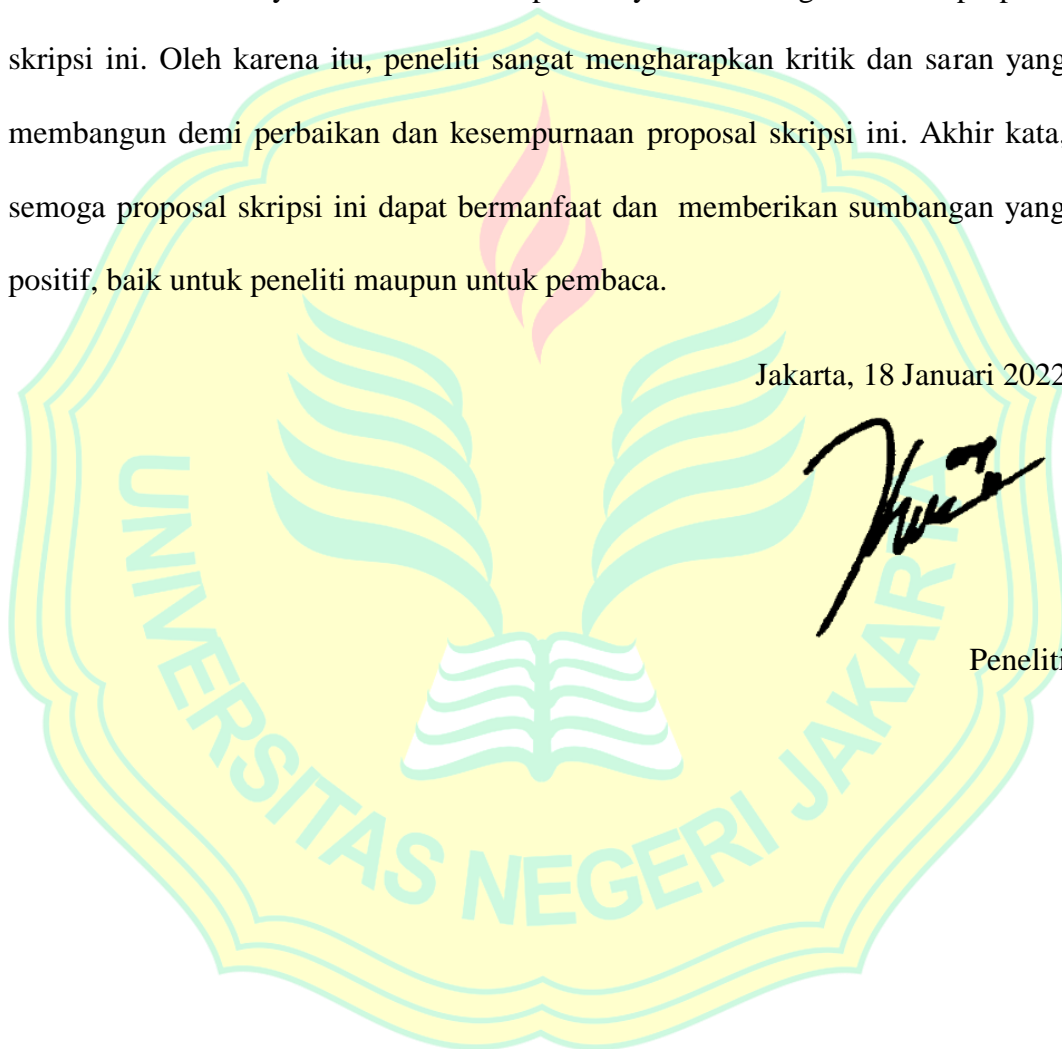 skripsi ini. Oleh karena itu, peneliti sangat mengharapkan kritik dan saran yang
membangun demi perbaikan dan kesempurnaan proposal skripsi ini. Akhir kata,
semoga proposal skripsi ini dapat bermanfaat dan memberikan sumbangan yang
positif, baik untuk peneliti maupun untuk pembaca.
Jakarta, 18 Januari 2022
Peneliti
UNIVERSITAS NEGERI JAKARTA